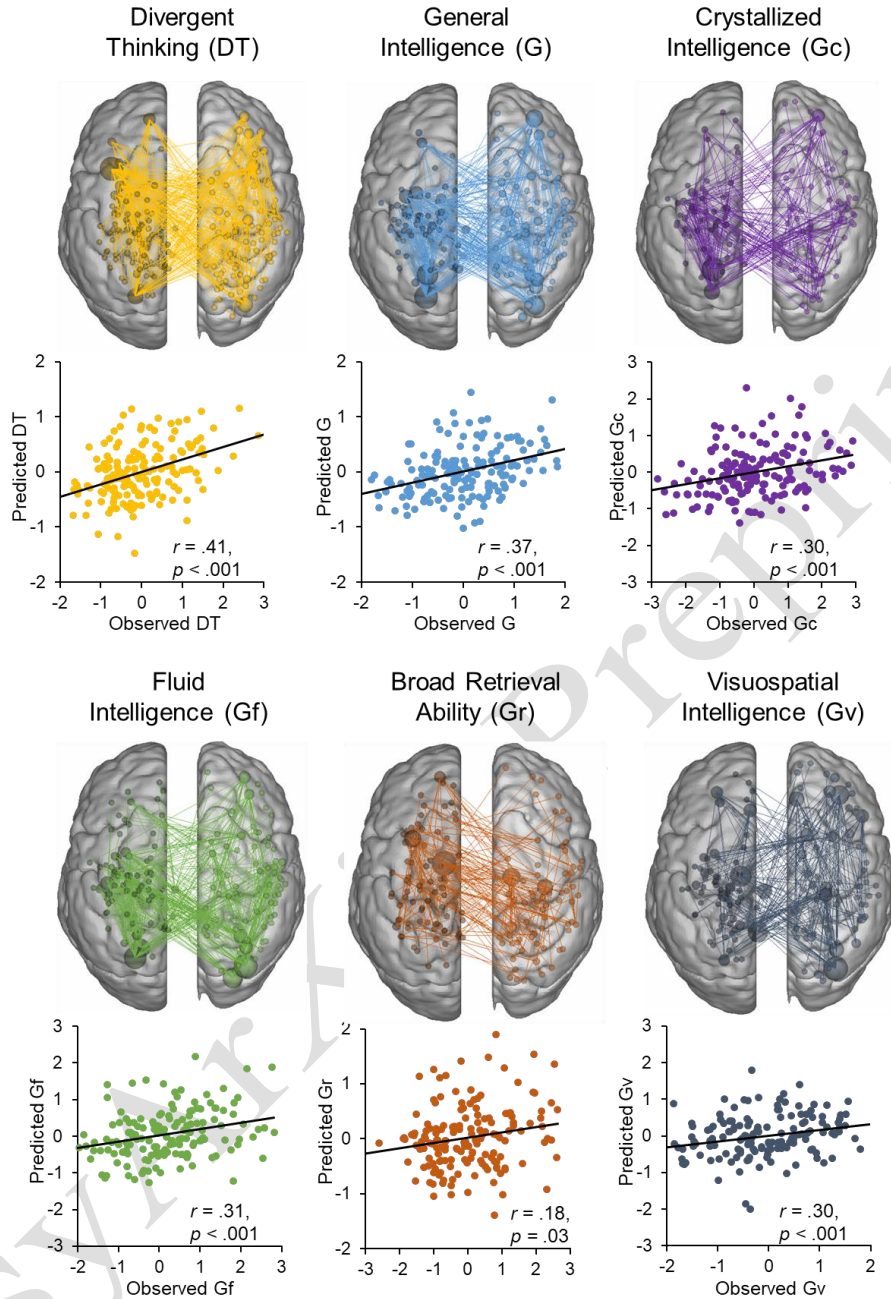 Divergent
Thinking (DT)
General
Intelligence (G)
Crystallized
Intelligence (Gc)
2
1
0
-1
-2
Predicted DT
r = .41,
p < .001
-2 -1 0 1 2 3
Observed DT
2
1
0
-1
-2
Predicted G
r = .37,
p < .001
-2 -1 0 1 2
Observed G
3
2
1
0
-1
-2
-3
Predicted Gc
r = .30,
p < .001
-3 -2 -1 0 1 2 3
Observed Gc
Fluid
Intelligence (Gf)
Broad Retrieval
Ability (Gr)
Visuospatial
Intelligence (Gv)
3
2
1
0
-1
-2
-3
Predicted Gf
r = .31,
p < .001
-2 -1 0 1 2 3
Observed Gf
2
1
0
-1
-2
Predicted Gr
r = .18,
p = .03
-3 -2 -1 0 1 2 3
Observed Gr
3
2
1
0
-1
-2
-3
Predicted Gv
r = .30,
p < .001
-2 -1 0 1 2
Observed Gv
syArXiv Preprin